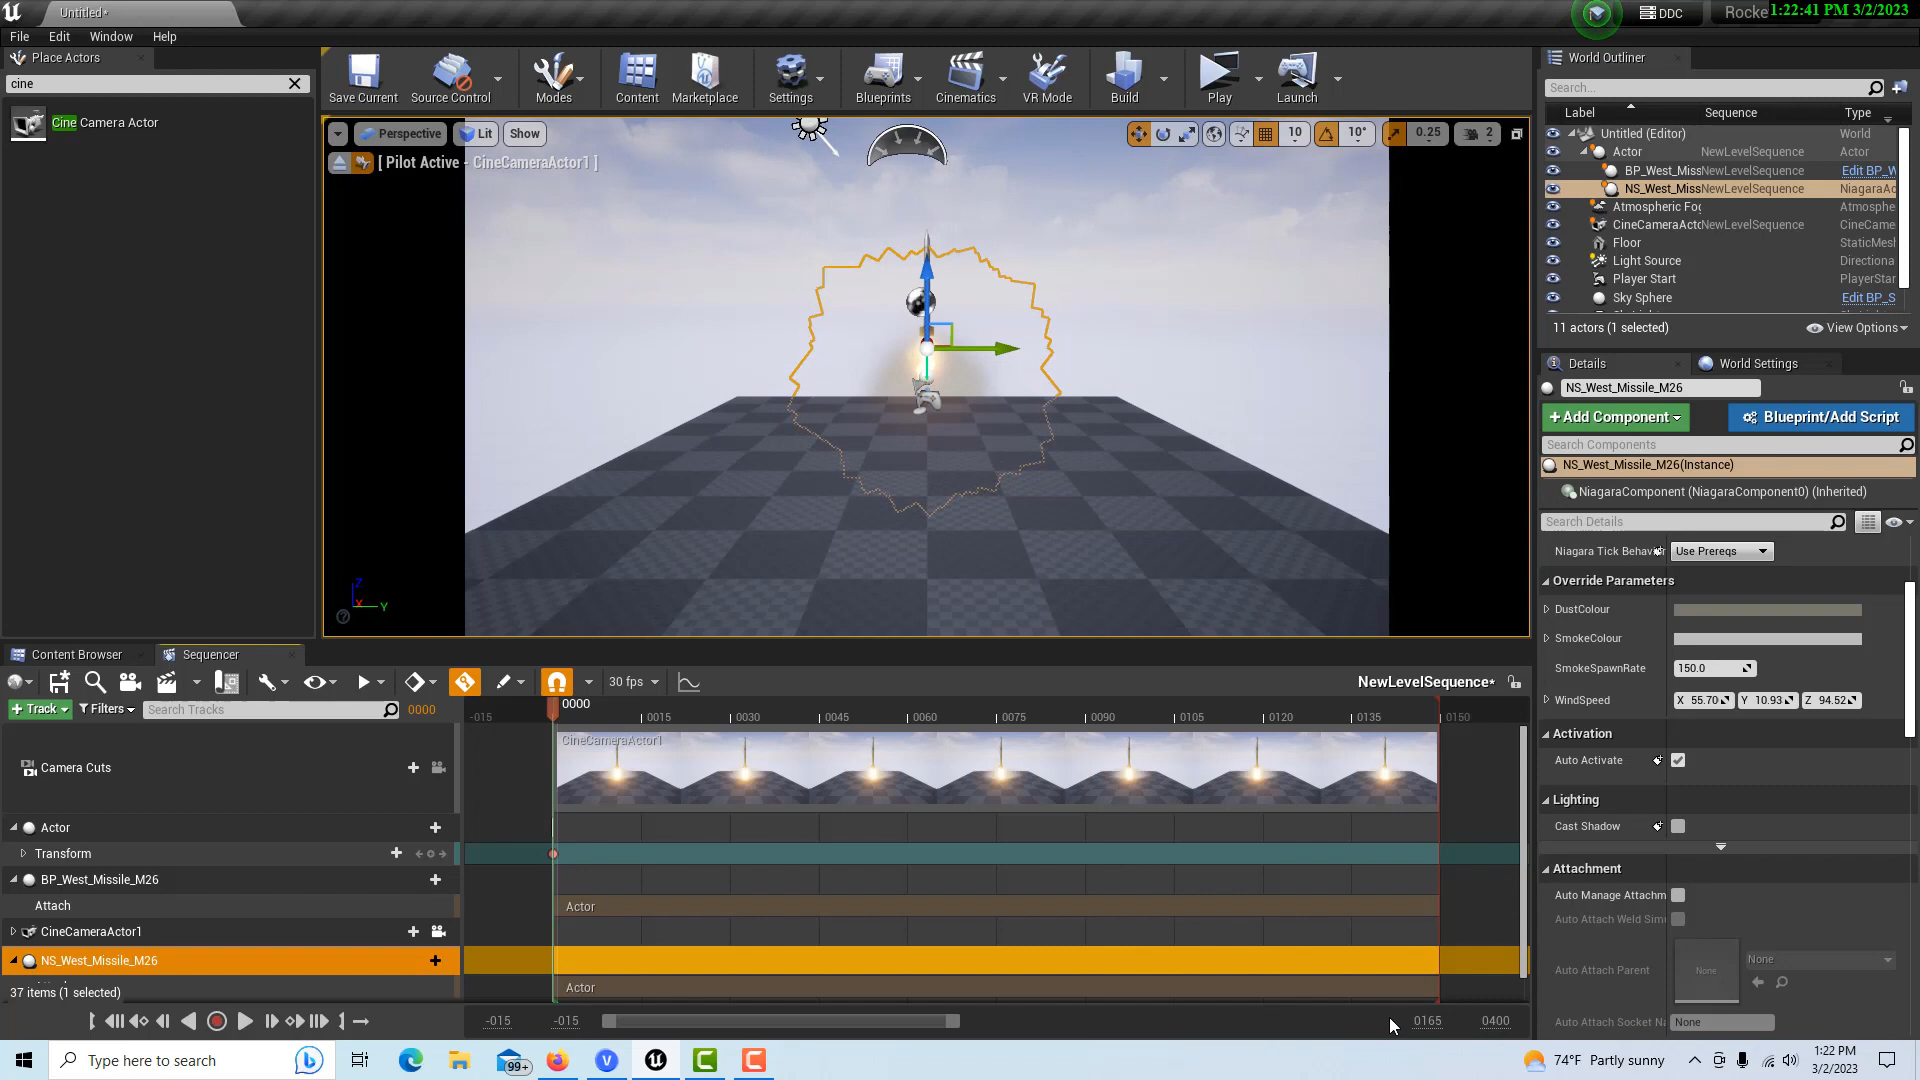 Untitled*
DDC
Rocke
1:22:41 PM 3/2/2023
File Edit Window Help
Place Actors
cine
Cine Camera Actor
Save Current
Source Control
Modes
Content
Marketplace
Settings
Blueprints
Cinematics
VR Mode
Build
Play
Launch
Perspective
Lit
Show
10
10°
0.25
2
[ Pilot Active - CineCameraActor1 ]
Z
X
Y
World Outliner
Search...
Label Sequence Type
Untitled (Editor) World
Actor NewLevelSequence Actor
BP_West_Miss NewLevelSequence Edit BP_W
NS_West_Miss NewLevelSequence NiagaraAc
Atmospheric Fog Atmosphe
CineCameraActo NewLevelSequence CineCame
Floor StaticMesh
Light Source Directiona
Player Start PlayerStar
Sky Sphere Edit BP_S
11 actors (1 selected)
View Options
Details
World Settings
NS_West_Missile_M26
+ Add Component
Blueprint/Add Script
Search Components
NS_West_Missile_M26(Instance)
NiagaraComponent (NiagaraComponent0) (Inherited)
Search Details
Niagara Tick Behavior Use Prereqs
Override Parameters
DustColour
SmokeColour
SmokeSpawnRate 150.0
WindSpeed X 55.70 Y 10.93 Z 94.52
Activation
Auto Activate
Lighting
Cast Shadow
Attachment
Auto Manage Attachm
Auto Attach Weld Simu
Auto Attach Parent None None
Auto Attach Socket Na None
Content Browser
Sequencer
30 fps
NewLevelSequence*
+ Track
Filters
Search Tracks
0000
-015 0000 0015 0030 0045 0060 0075 0090 0105 0120 0135 0150
CineCameraActor1
Camera Cuts
Actor
Transform
BP_West_Missile_M26
Attach
Actor
CineCameraActor1
NS_West_Missile_M26
Actor
37 items (1 selected)
-015 -015 0165 0400
Type here to search
99+
74°F Partly sunny
1:22 PM
3/2/2023